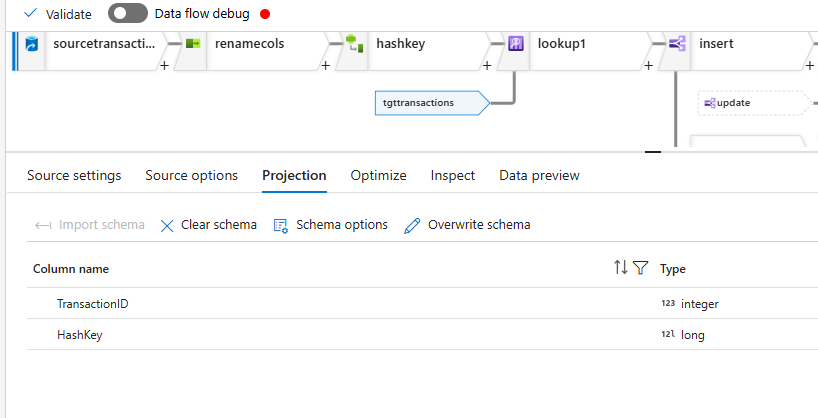 Validate Data flow debug
sourcetransacti... renamecols hashkey lookup1 insert
+ + + + +
tgttransactions update
Source settings Source options Projection Optimize Inspect Data preview
Import schema Clear schema Schema options Overwrite schema
Column name Type
TransactionID 123 integer
HashKey 12l long